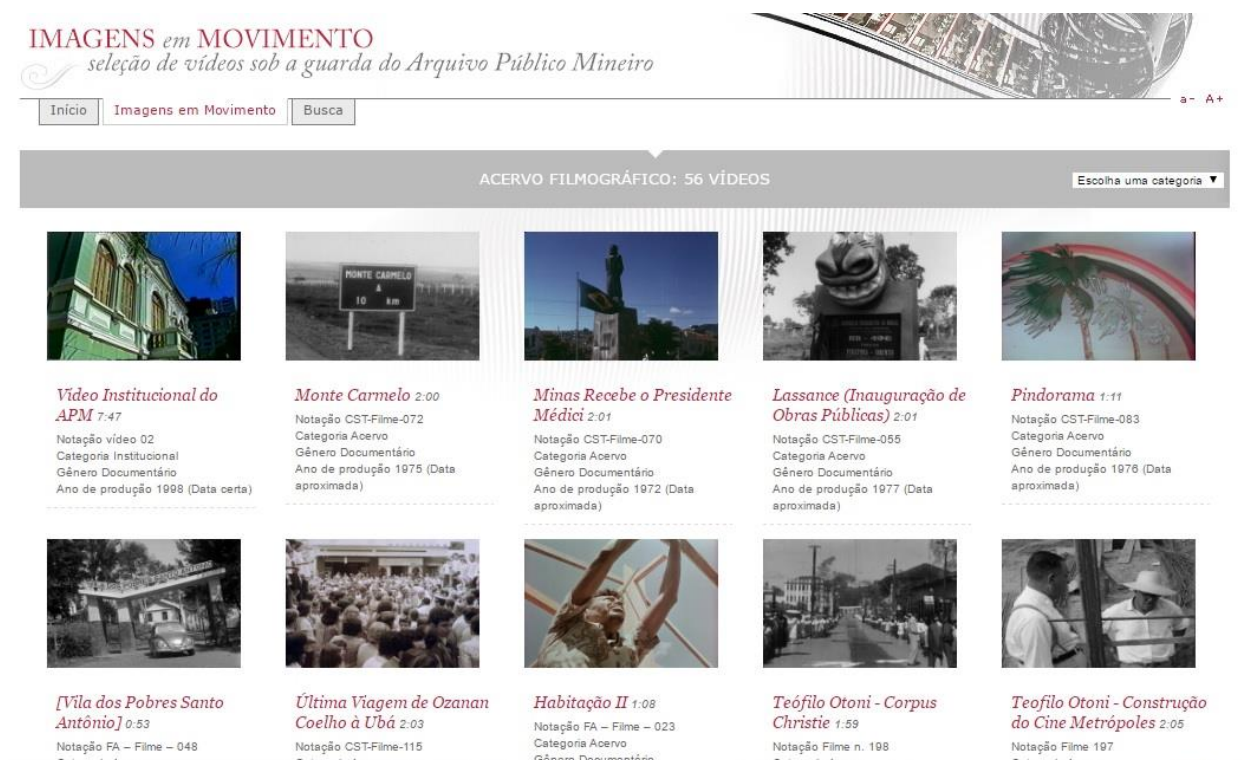 IMAGENS em MOVIMENTO
seleção de vídeos sob a guarda do Arquivo Público Mineiro
a- A+
Início
Imagens em Movimento
Busca
ACERVO FILMOGRÁFICO: 56 VÍDEOS
Escolha uma categoria ▼
MONTE CARMELO
A
10 km
Vídeo Institucional do
APM 7:47
Notação vídeo 02
Categoria Institucional
Gênero Documentário
Ano de produção 1998 (Data certa)
Monte Carmelo 2:00
Notação CST-Filme-072
Categoria Acervo
Gênero Documentário
Ano de produção 1975 (Data
aproximada)
Minas Recebe o Presidente
Médici 2:01
Notação CST-Filme-070
Categoria Acervo
Gênero Documentário
Ano de produção 1972 (Data
aproximada)
Lassance (Inauguração de
Obras Públicas) 2:01
Notação CST-Filme-055
Categoria Acervo
Gênero Documentário
Ano de produção 1977 (Data
aproximada)
Pindorama 1:11
Notação CST-Filme-083
Categoria Acervo
Gênero Documentário
Ano de produção 1976 (Data
aproximada)
[Vila dos Pobres Santo
Antônio] 0:53
Notação FA – Filme – 048
Última Viagem de Ozanan
Coelho à Ubá 2:03
Notação CST-Filme-115
Habitação II 1:08
Notação FA – Filme – 023
Categoria Acervo
Gênero Documentário
Teófilo Otoni - Corpus
Christie 1:59
Notação Filme n. 198
Teofilo Otoni - Construção
do Cine Metrópoles 2:05
Notação Filme 197